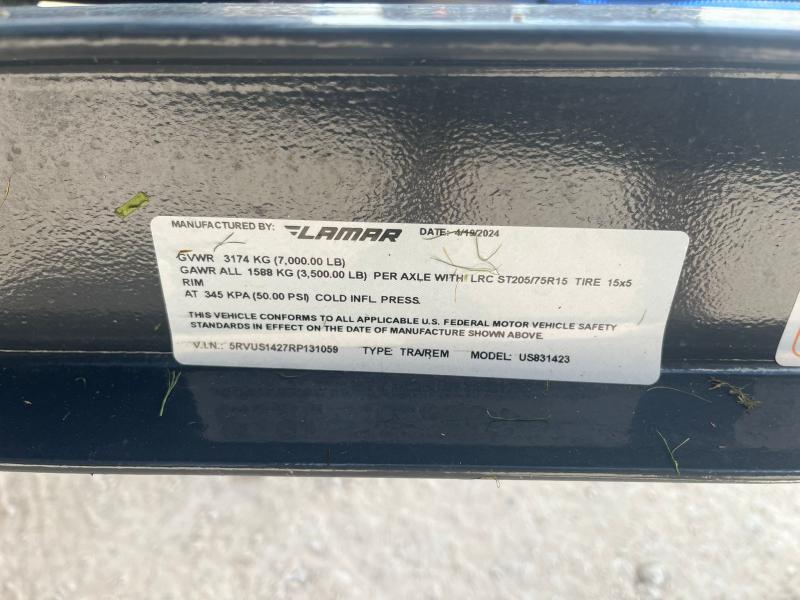 MANUFACTURED BY: LAMAR DATE: 4/19/2024
GVWR 3174 KG (7,000.00 LB)
GAWR ALL 1588 KG (3,500.00 LB) PER AXLE WITH LRC ST205/75R15 TIRE 15x5
RIM
AT 345 KPA (50.00 PSI) COLD INFL. PRESS.
THIS VEHICLE CONFORMS TO ALL APPLICABLE U.S. FEDERAL MOTOR VEHICLE SAFETY
STANDARDS IN EFFECT ON THE DATE OF MANUFACTURE SHOWN ABOVE.
V.I.N.: 5RVUS1427RP131059 TYPE: TRA/REM MODEL: US831423